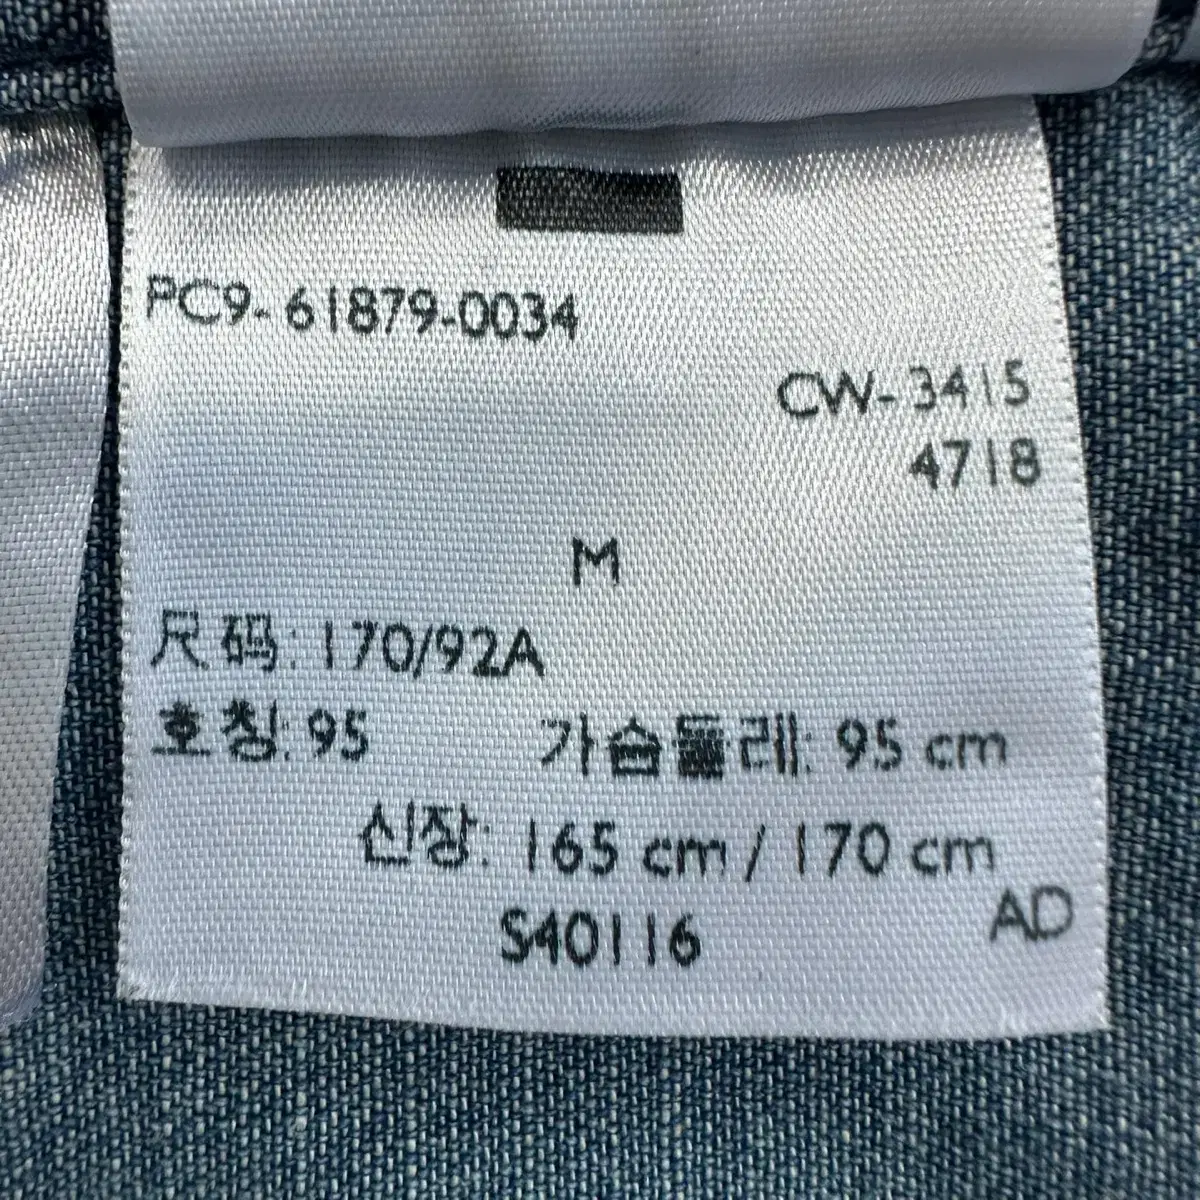 PC9-61879-0034
CW-3415
4718
M
尺码: 170/92A
호칭: 95 가슴둘레: 95 cm
신장: 165 cm / 170 cm
S40116 AD